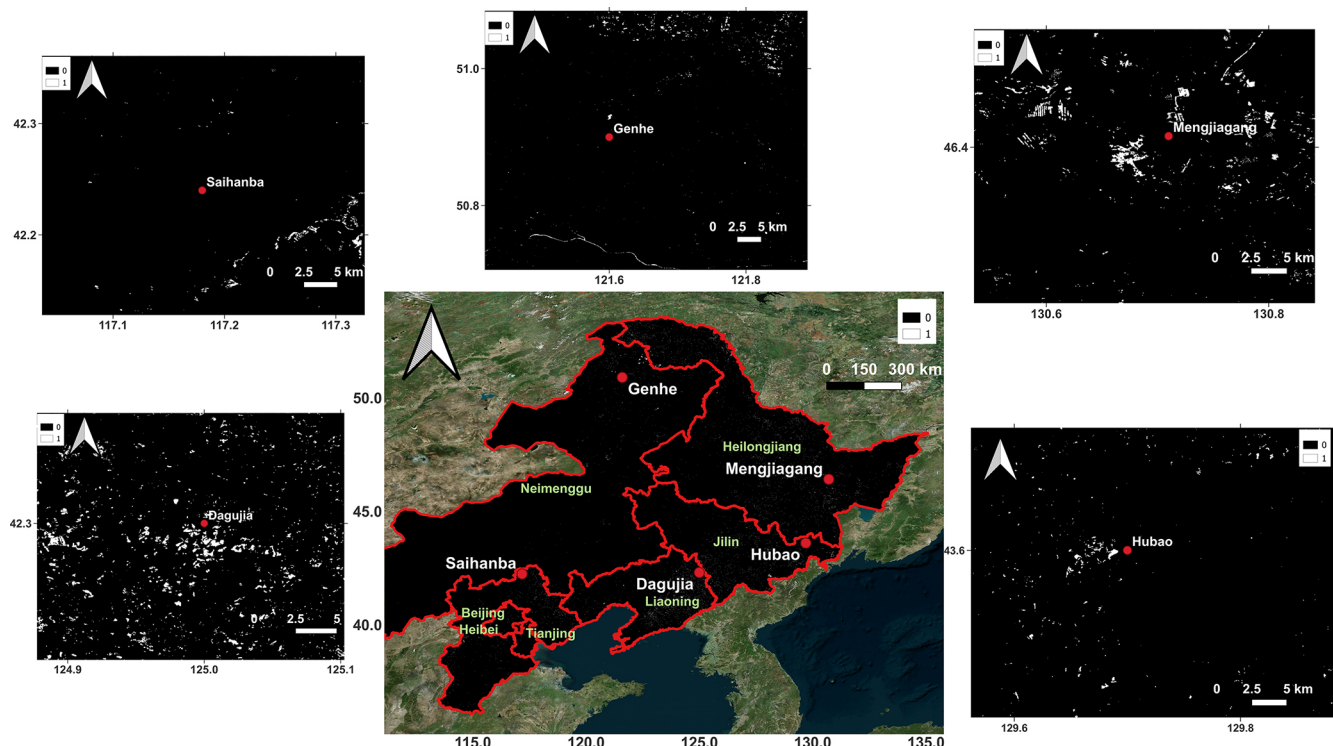 0
1
42.3
42.2
Saihanba
0 2.5 5 km
117.1 117.2 117.3
0
1
51.0
50.8
Genhe
0 2.5 5 km
121.6 121.8
0
1
46.4
Mengjiagang
0 2.5 5 km
130.6 130.8
0
1
42.3
Dagujia
0 2.5 5
124.9 125.0 125.1
0
1
0 150 300 km
50.0
45.0
40.0
Genhe
Heilongjiang
Mengjiagang
Neimenggu
Jilin
Hubao
Saihanba
Dagujia
Liaoning
Beijing
Heibei
Tianjing
115.0 120.0 125.0 130.0 135.0
0
1
43.6
Hubao
0 2.5 5 km
129.6 129.8